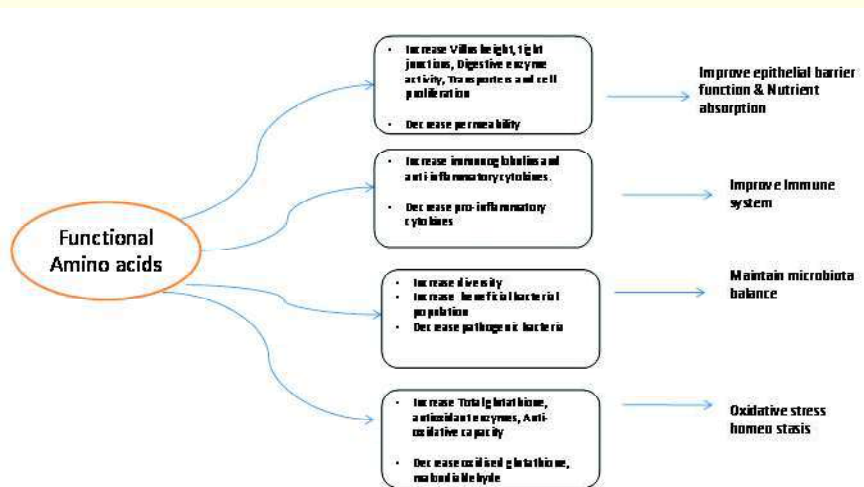 • Increase Villus height, tight
junctions, Digestive enzyme
activity, Transporters and cell
proliferation
• Decrease permeability
Improve epithelial barrier
function & Nutrient
absorption
• Increase immunoglobulins and
anti-inflammatory cytokines.
• Decrease pro-inflammatory
cytokines
Improve Immune
system
Functional
Amino acids
• Increase diversity
• Increase beneficial bacterial
population
• Decrease pathogenic bacteria
Maintain microbiota
balance
• Increase Total glutathione,
antioxidant enzymes, Anti-
oxidative capacity
• Decrease oxidised glutathione,
malondialdehyde
Oxidative stress
homeo stasis